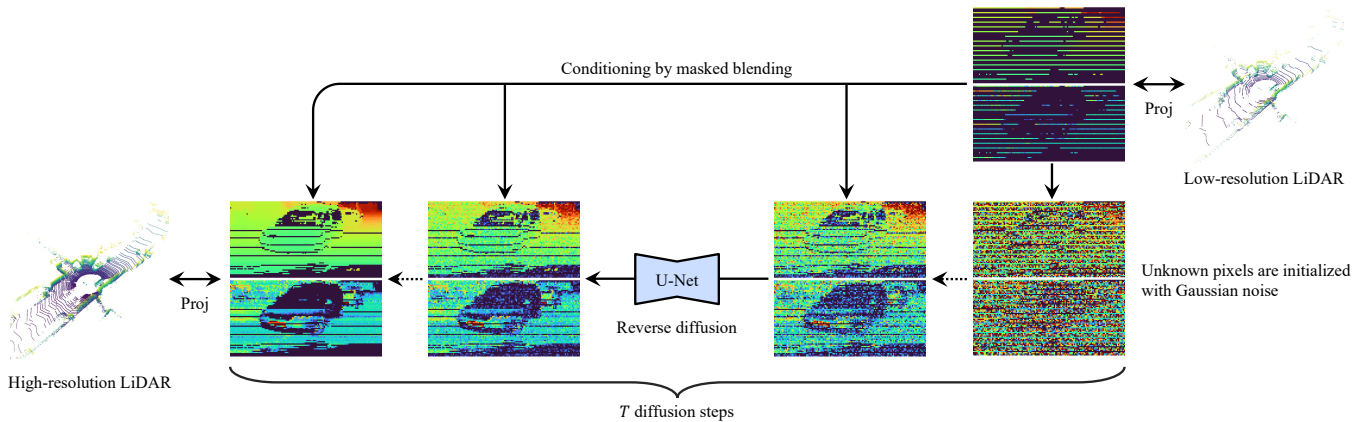 Conditioning by masked blending
Proj
Low-resolution LiDAR
Unknown pixels are initialized
with Gaussian noise
U-Net
Reverse diffusion
Proj
High-resolution LiDAR
T diffusion steps